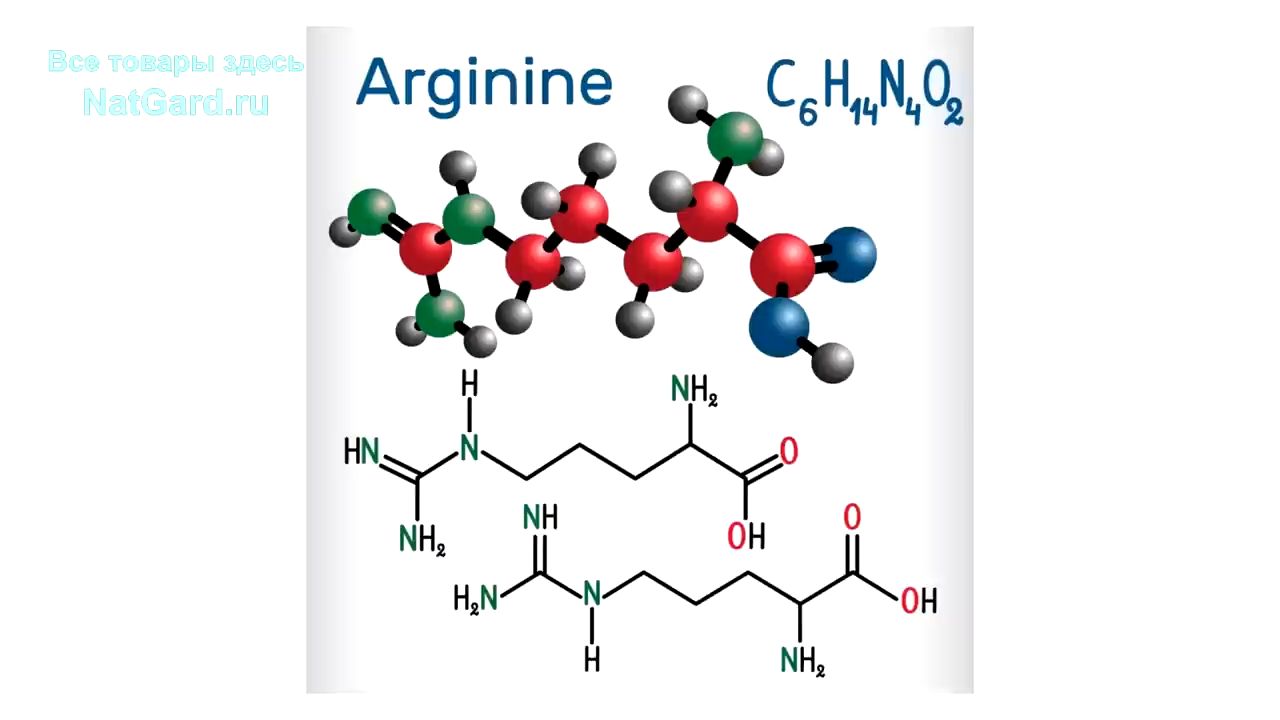 Все товары здесь
NatGard.ru
Arginine
C6H14N4O2
H
NH2
HN
N
O
NH2
OH
NH
O
H2N
N
OH
H
NH2